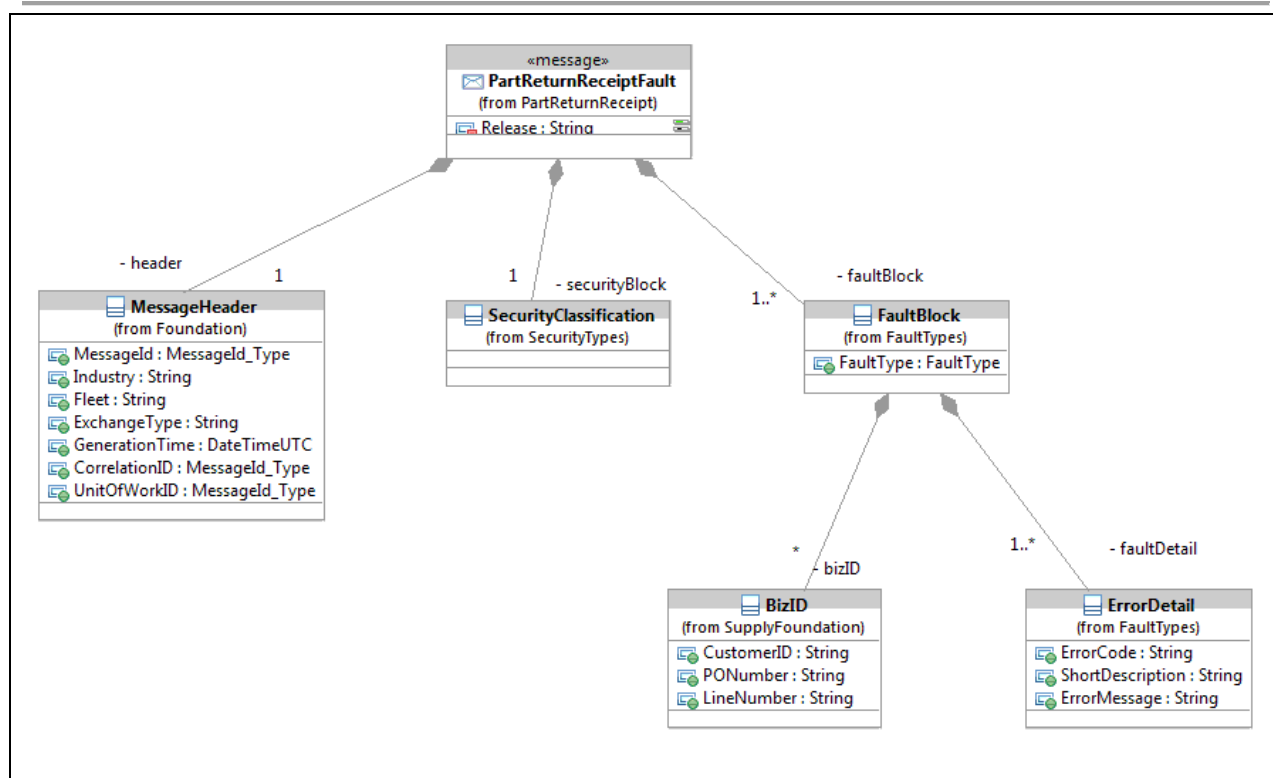 «message»
PartReturnReceiptFault
(from PartReturnReceipt)
Release : String
- header
1
1
- securityBlock
- faultBlock
1..*
MessageHeader
(from Foundation)
MessageId : MessageId_Type
Industry : String
Fleet : String
ExchangeType : String
GenerationTime : DateTimeUTC
CorrelationID : MessageId_Type
UnitOfWorkID : MessageId_Type
SecurityClassification
(from SecurityTypes)
FaultBlock
(from FaultTypes)
FaultType : FaultType
*
- bizID
1..*
- faultDetail
BizID
(from SupplyFoundation)
CustomerID : String
PONumber : String
LineNumber : String
ErrorDetail
(from FaultTypes)
ErrorCode : String
ShortDescription : String
ErrorMessage : String